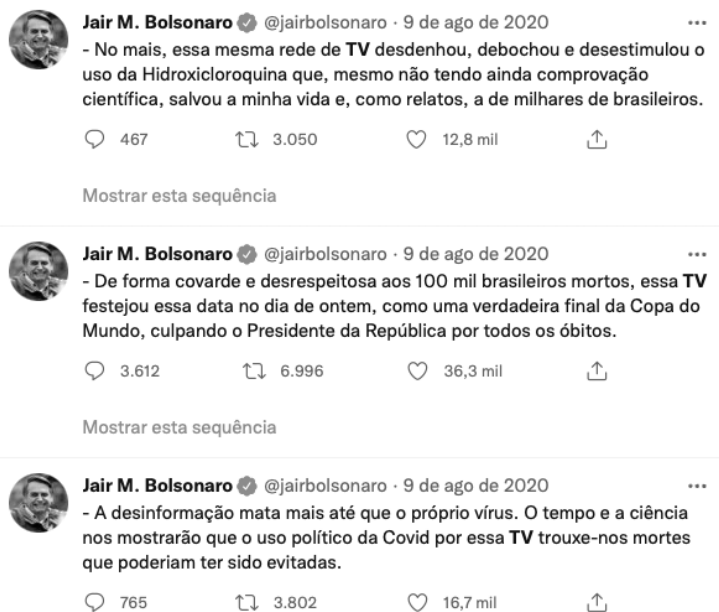 Jair M. Bolsonaro @jairbolsonaro · 9 de ago de 2020
- No mais, essa mesma rede de TV desdenhou, debochou e desestimulou o
uso da Hidroxicloroquina que, mesmo não tendo ainda comprovação
científica, salvou a minha vida e, como relatos, a de milhares de brasileiros.
467 3.050 12,8 mil
Mostrar esta sequência
Jair M. Bolsonaro @jairbolsonaro · 9 de ago de 2020
- De forma covarde e desrespeitosa aos 100 mil brasileiros mortos, essa TV
festejou essa data no dia de ontem, como uma verdadeira final da Copa do
Mundo, culpando o Presidente da República por todos os óbitos.
3.612 6.996 36,3 mil
Mostrar esta sequência
Jair M. Bolsonaro @jairbolsonaro · 9 de ago de 2020
- A desinformação mata mais até que o próprio vírus. O tempo e a ciência
nos mostrarão que o uso político da Covid por essa TV trouxe-nos mortes
que poderiam ter sido evitadas.
765 3.802 16,7 mil